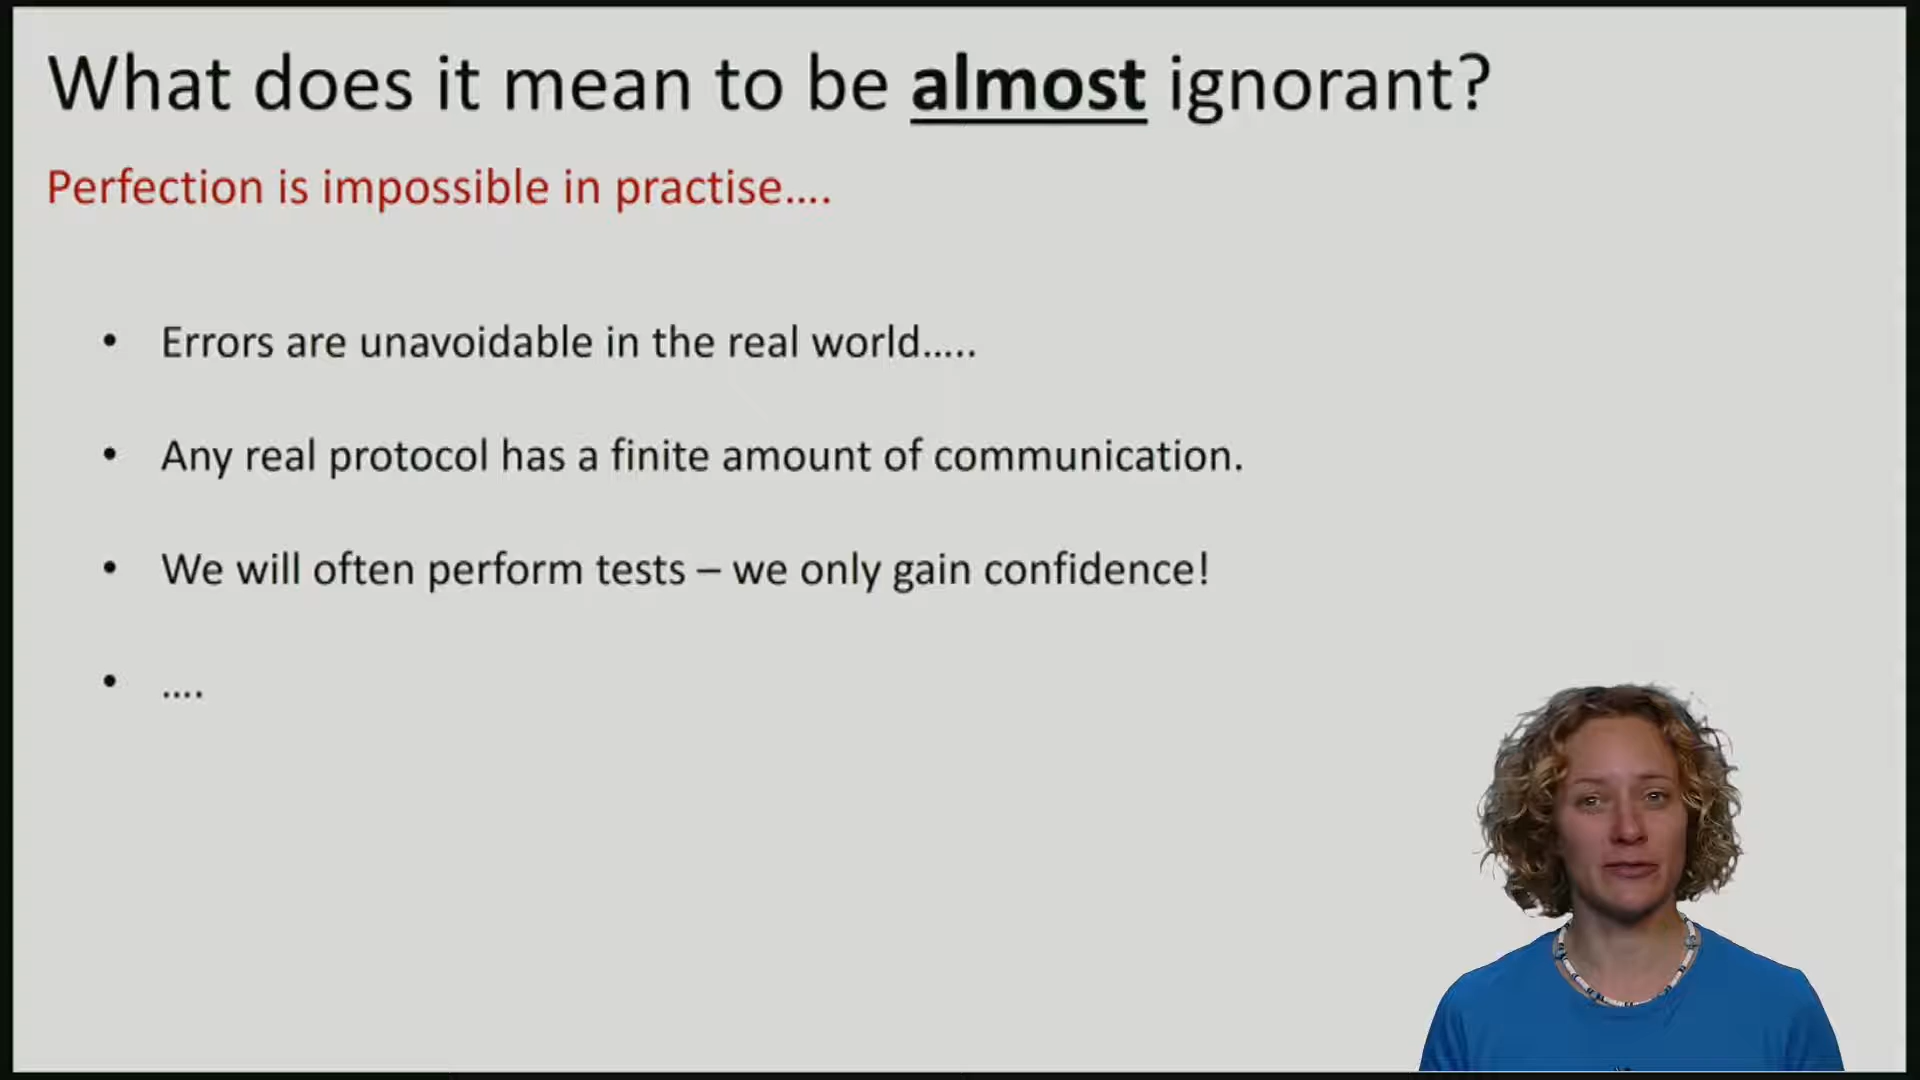 What does it mean to be almost ignorant?
Perfection is impossible in practise....
• Errors are unavoidable in the real world.....
• Any real protocol has a finite amount of communication.
• We will often perform tests – we only gain confidence!
• ....